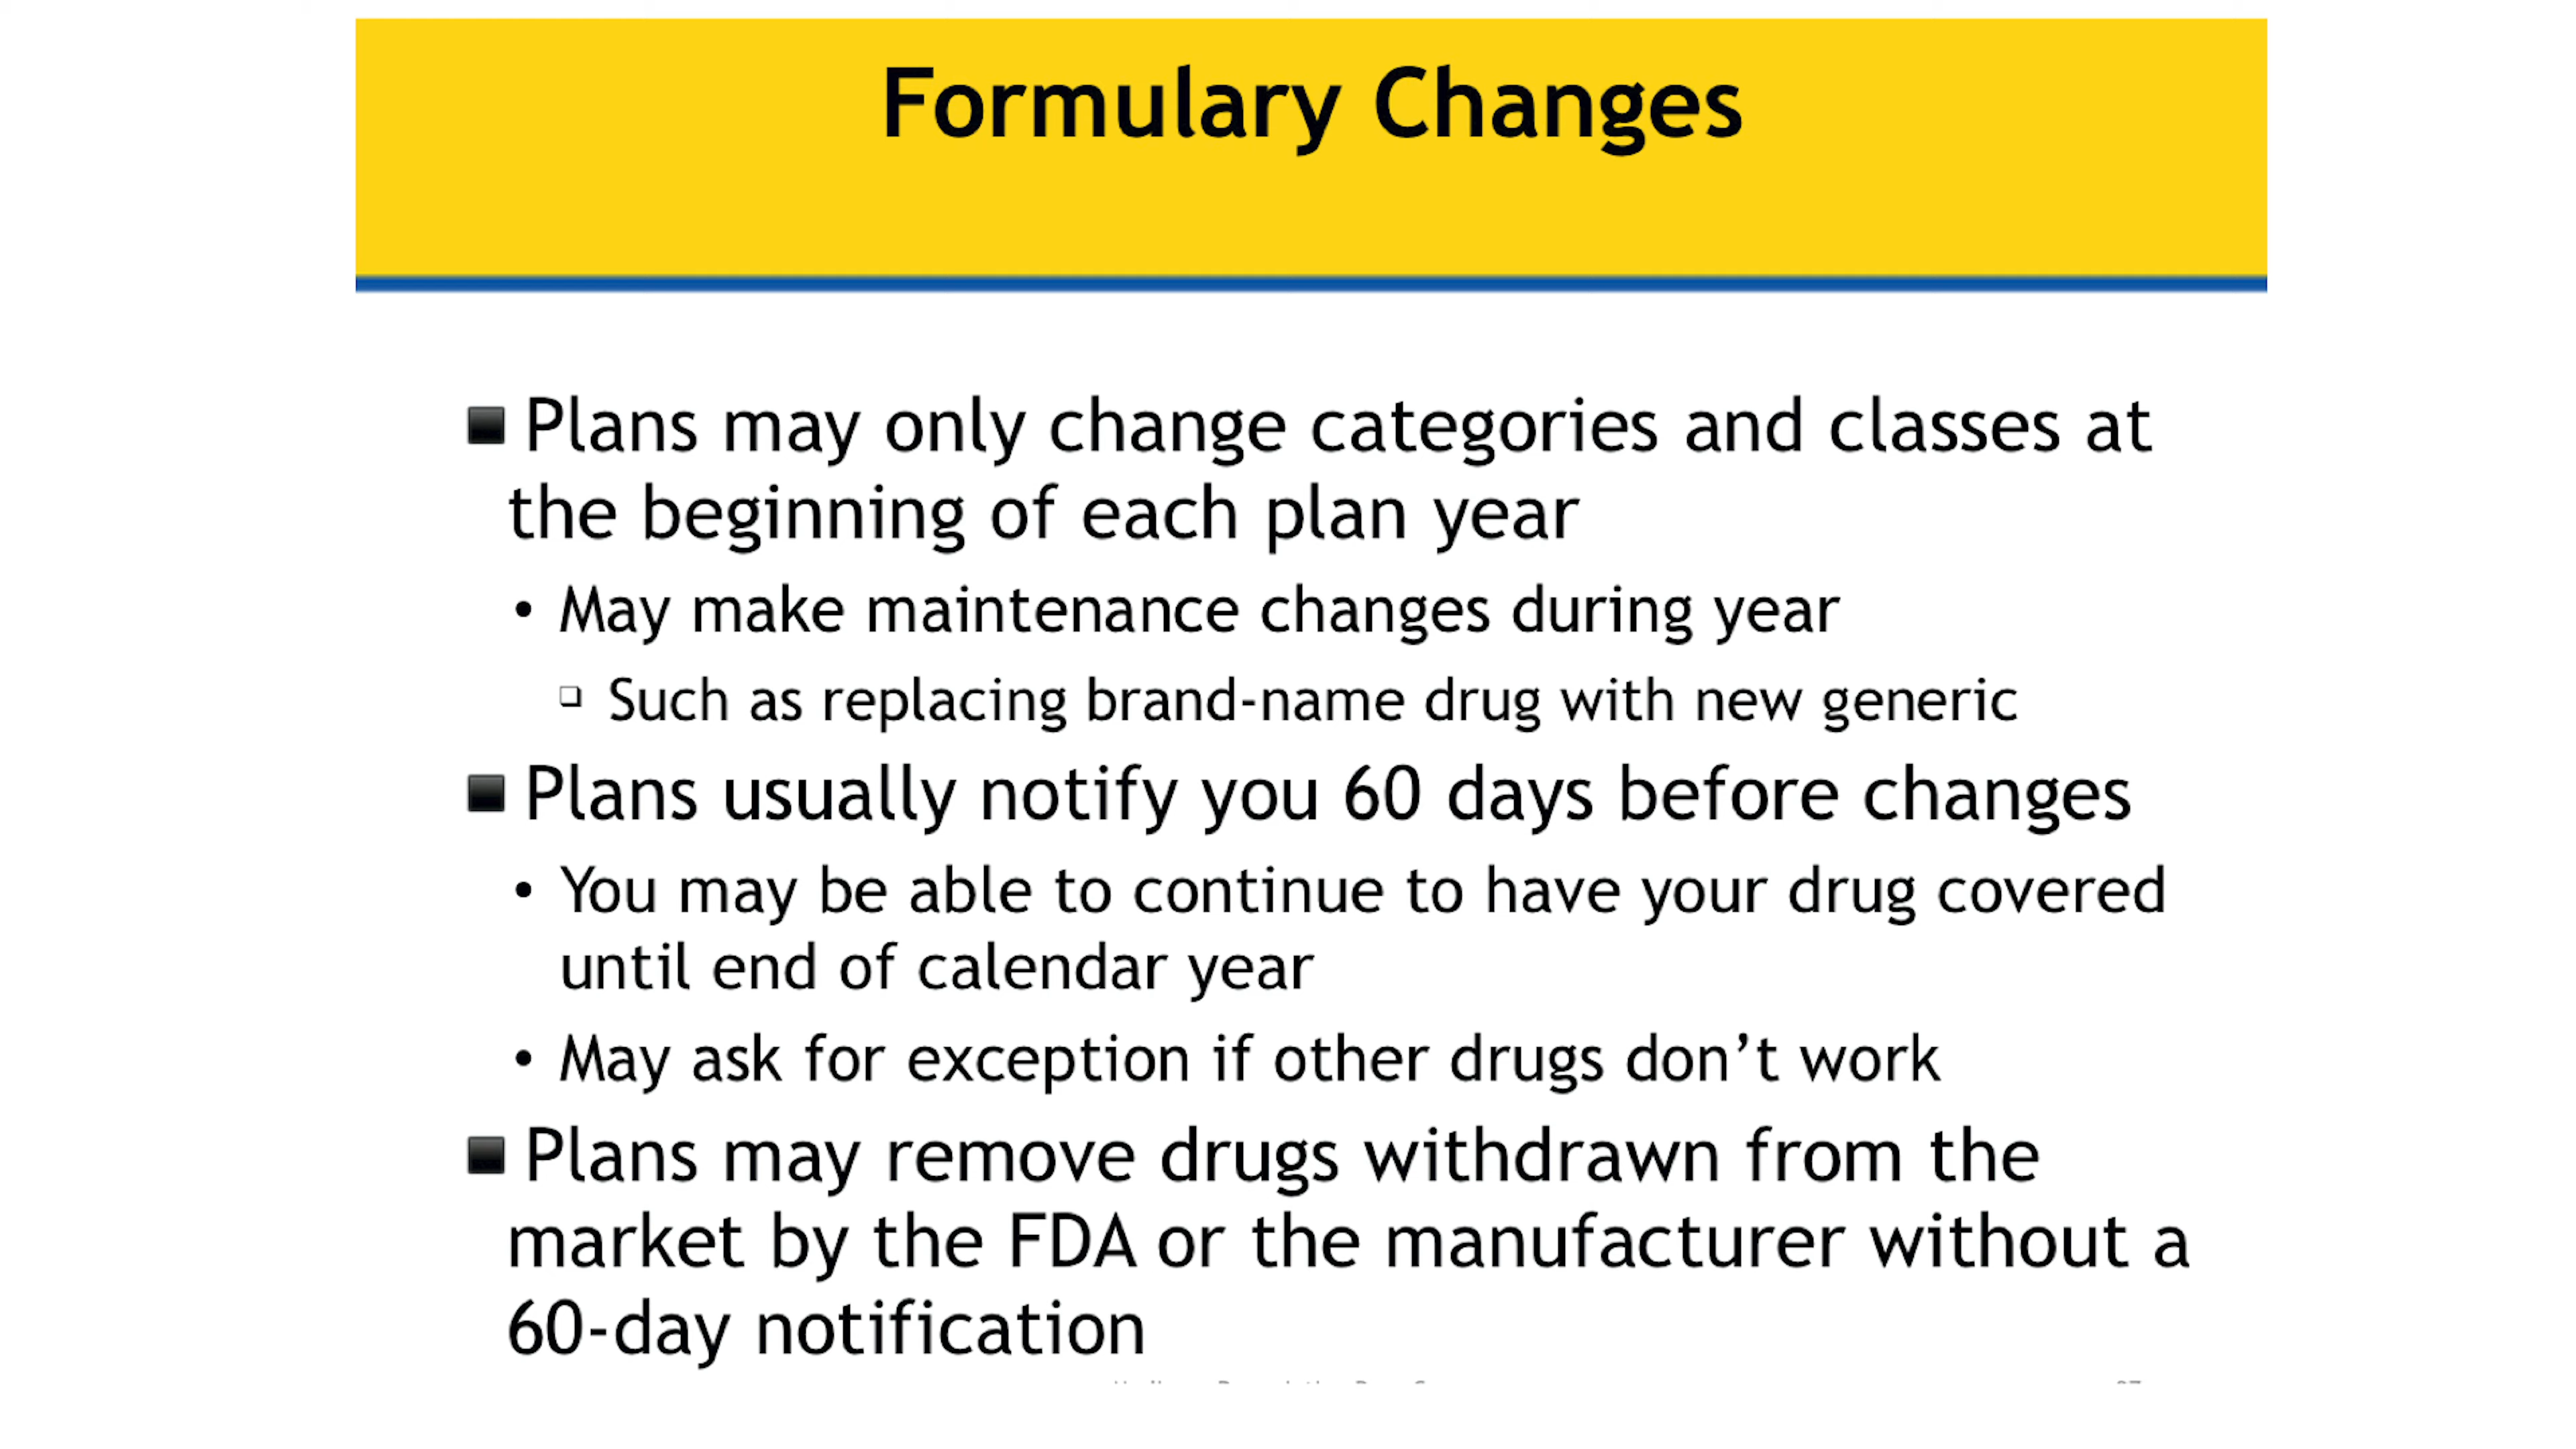 Formulary Changes
Plans may only change categories and classes at
the beginning of each plan year
• May make maintenance changes during year
❑ Such as replacing brand-name drug with new generic
Plans usually notify you 60 days before changes
• You may be able to continue to have your drug covered
until end of calendar year
• May ask for exception if other drugs don’t work
Plans may remove drugs withdrawn from the
market by the FDA or the manufacturer without a
60-day notification